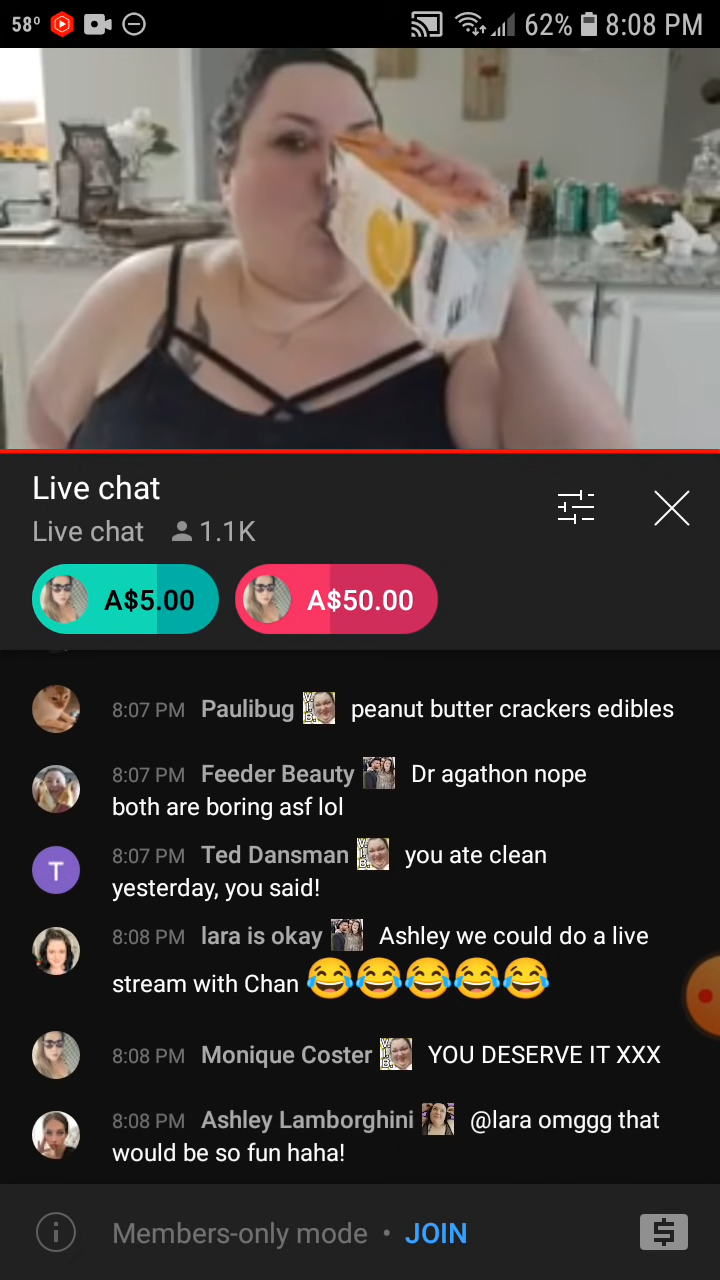 58° 62% 8:08 PM
Live chat
Live chat 1.1K
A$5.00 A$50.00
8:07 PM Paulibug peanut butter crackers edibles
8:07 PM Feeder Beauty Dr agathon nope
both are boring asf lol
T 8:07 PM Ted Dansman you ate clean
yesterday, you said!
8:08 PM lara is okay Ashley we could do a live
stream with Chan 😂😂😂😂😂
8:08 PM Monique Coster YOU DESERVE IT XXX
8:08 PM Ashley Lamborghini @lara omggg that
would be so fun haha!
Members-only mode • JOIN